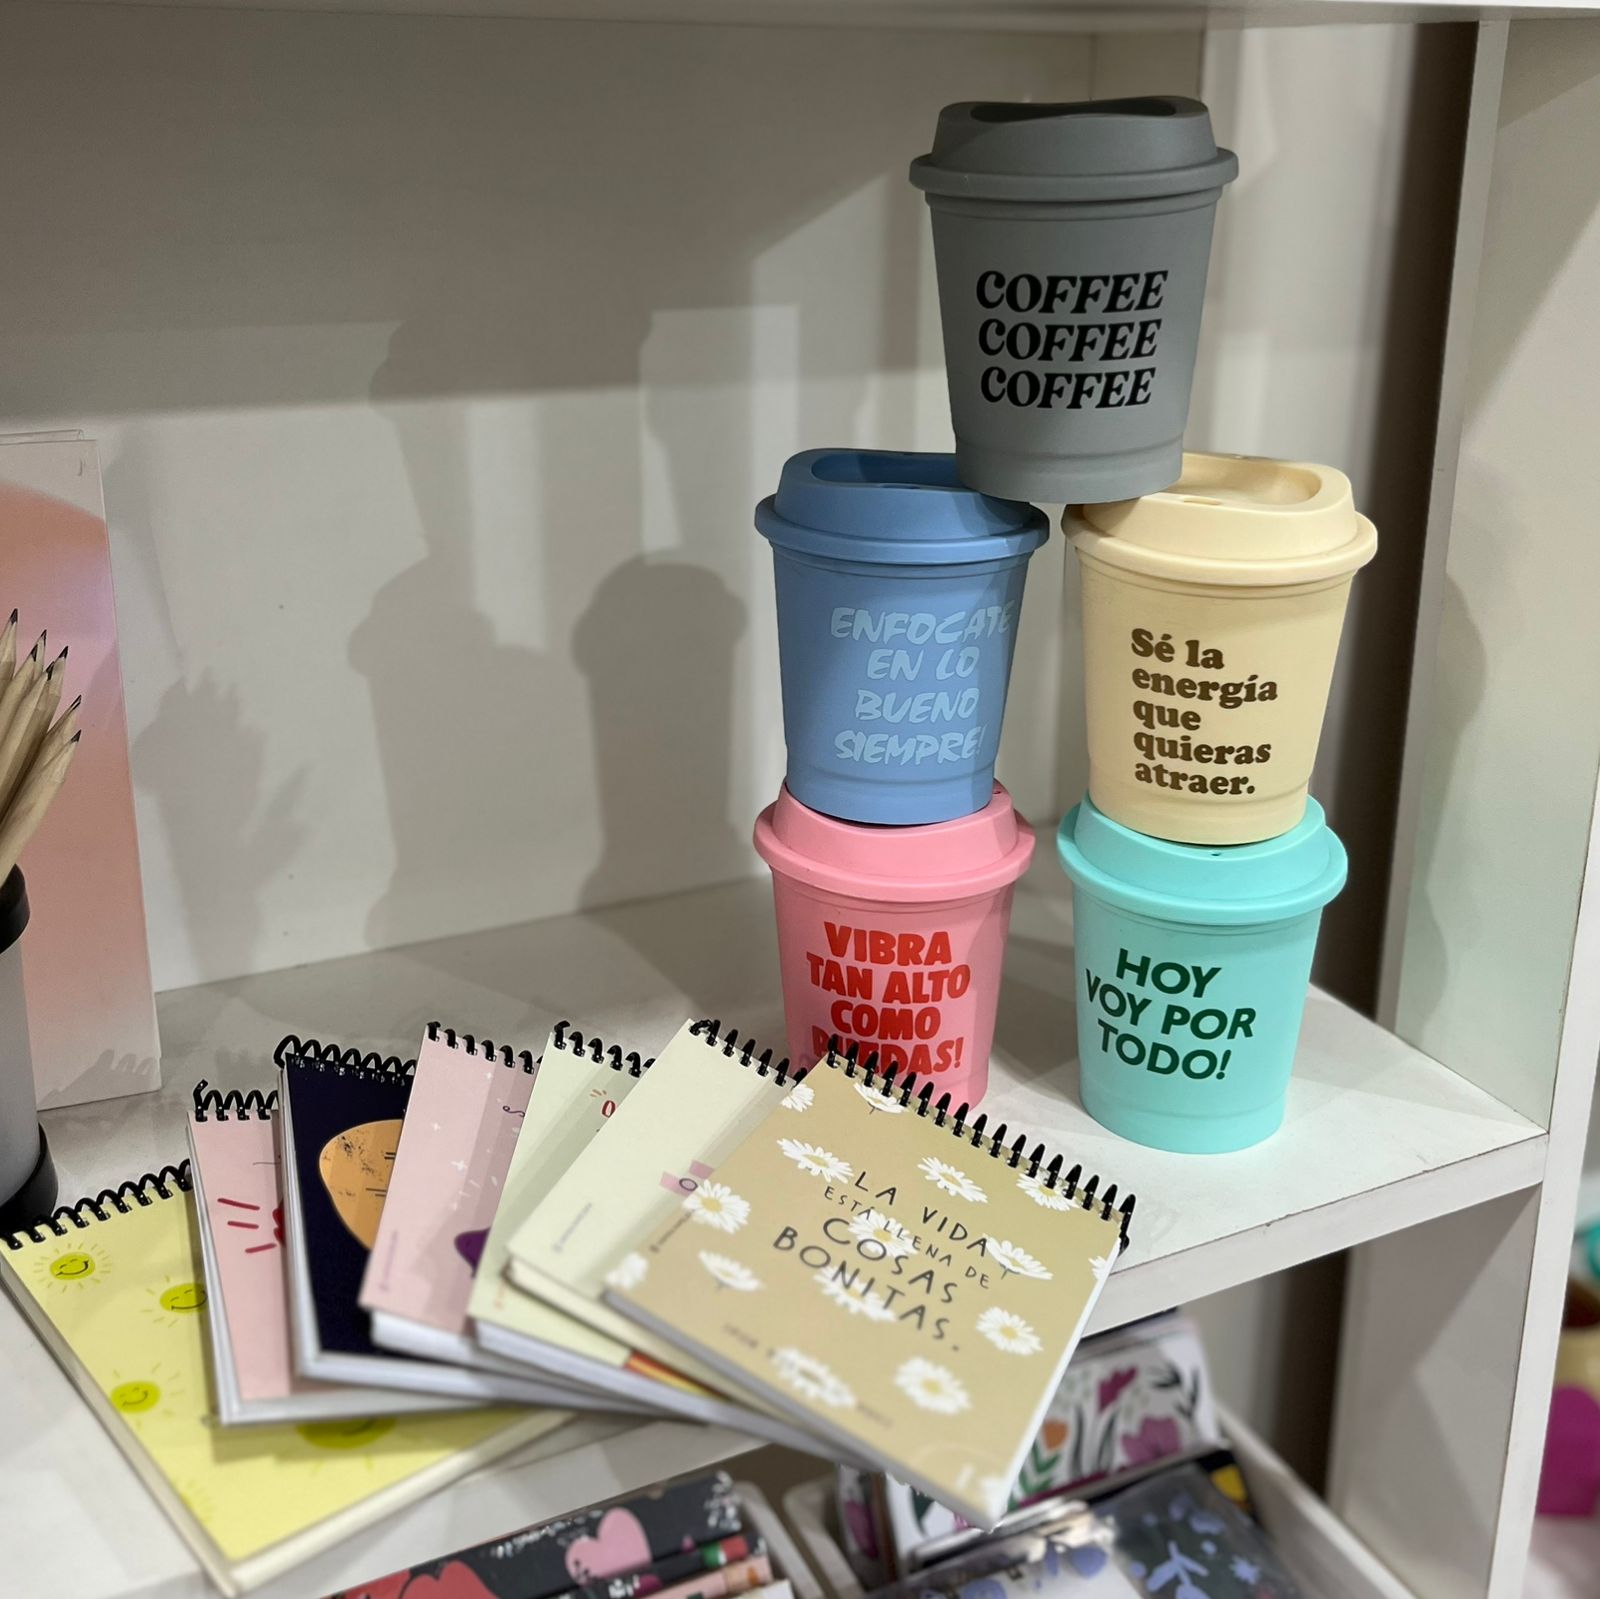 COFFEE
COFFEE
COFFEE
ENFOCATE
EN LO
BUENO
SIEMPRE!
Sé la
energía
que
quieras
atraer.
VIBRA
TAN ALTO
COMO
PUEDAS!
HOY
VOY POR
TODO!
LA VIDA
ESTÁ LLENA DE
COSAS
BONITAS.